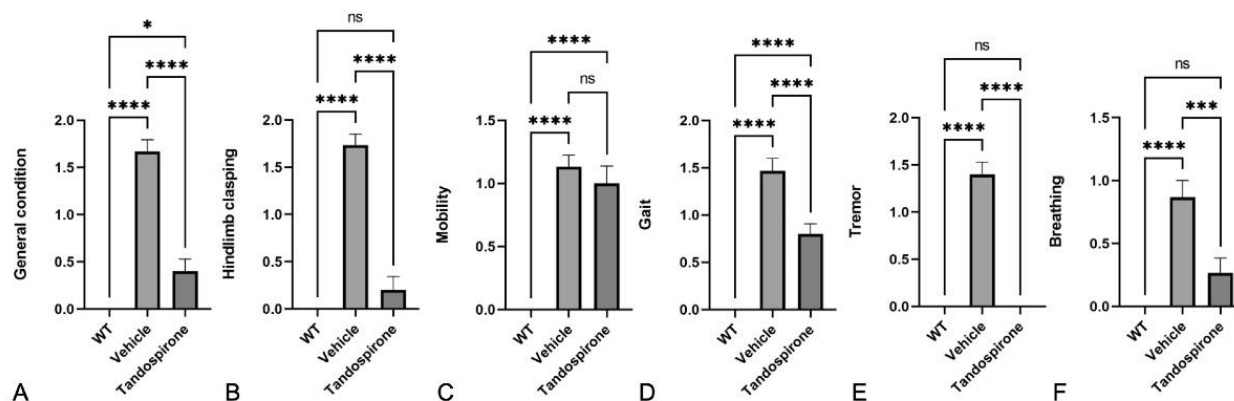 General condition
*
****
****
2.0
1.5
1.0
0.5
0.0
WT
Vehicle
Tandospirone
A
Hindlimb clasping
ns
****
****
2.0
1.5
1.0
0.5
0.0
WT
Vehicle
Tandospirone
B
Mobility
****
ns
****
1.5
1.0
0.5
0.0
WT
Vehicle
Tandospirone
C
Gait
****
****
****
2.0
1.5
1.0
0.5
0.0
WT
Vehicle
Tandospirone
D
Tremor
ns
****
****
2.0
1.5
1.0
0.5
0.0
WT
Vehicle
Tandospirone
E
Breathing
ns
***
****
1.5
1.0
0.5
0.0
WT
Vehicle
Tandospirone
F